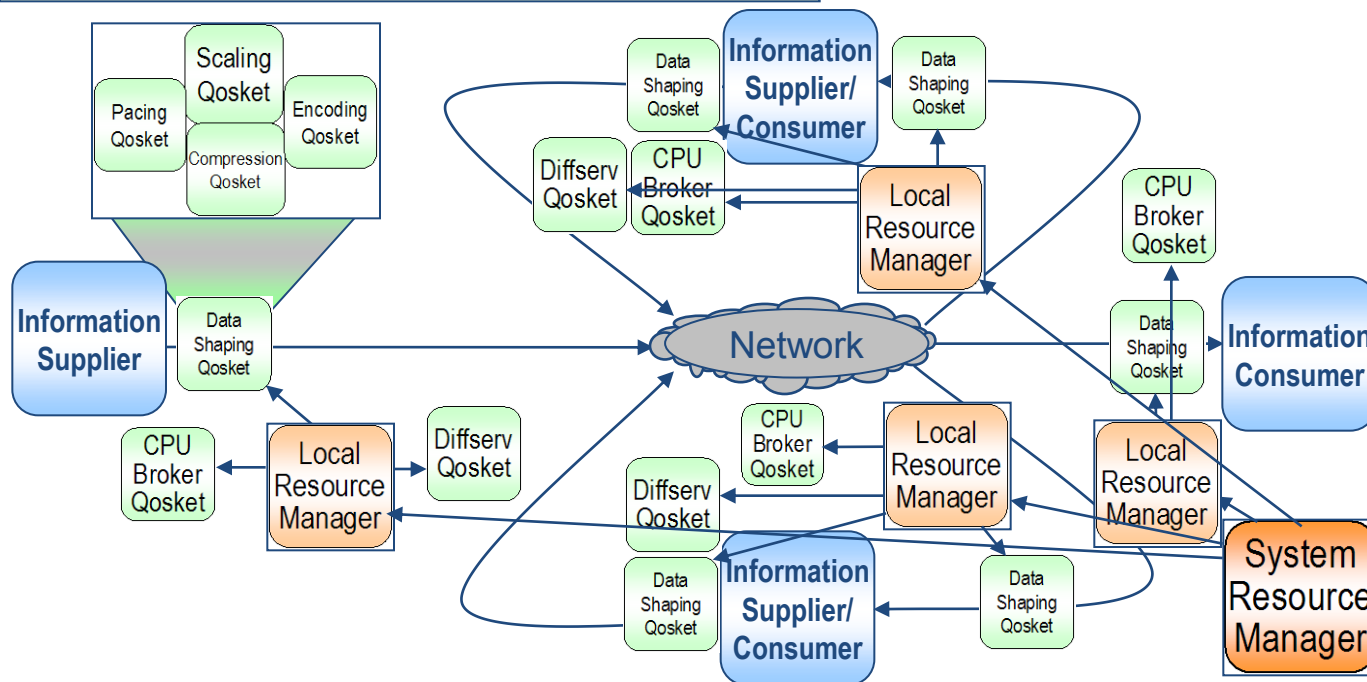 Scaling
Qosket
Pacing
Qosket
Encoding
Qosket
Compression
Qosket
Data
Shaping
Qosket
Information
Supplier/
Consumer
Data
Shaping
Qosket
Diffserv
Qosket
CPU
Broker
Qosket
Local
Resource
Manager
CPU
Broker
Qosket
Information
Supplier
Data
Shaping
Qosket
Network
Data
Shaping
Qosket
Information
Consumer
CPU
Broker
Qosket
Local
Resource
Manager
Diffserv
Qosket
CPU
Broker
Qosket
Local
Resource
Manager
Local
Resource
Manager
Diffserv
Qosket
Data
Shaping
Qosket
Information
Supplier/
Consumer
Data
Shaping
Qosket
System
Resource
Manager